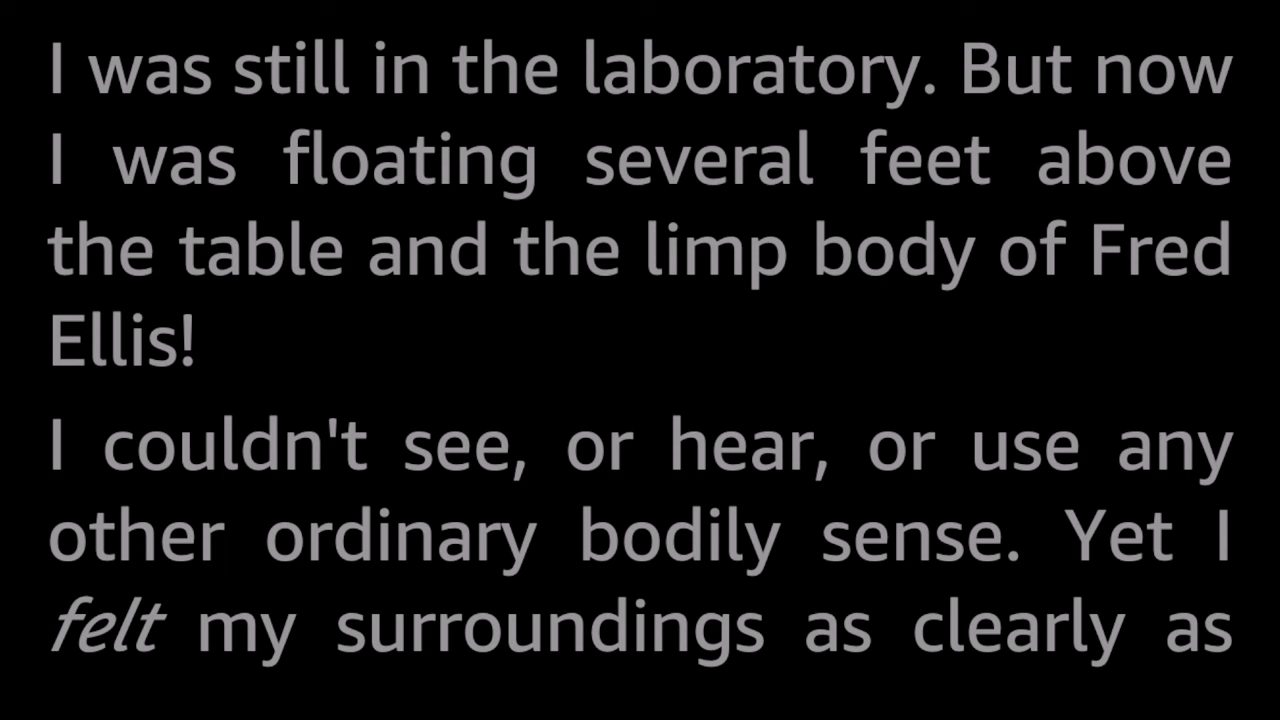 I was still in the laboratory. But now
I was floating several feet above
the table and the limp body of Fred
Ellis!
I couldn't see, or hear, or use any
other ordinary bodily sense. Yet I
felt my surroundings as clearly as